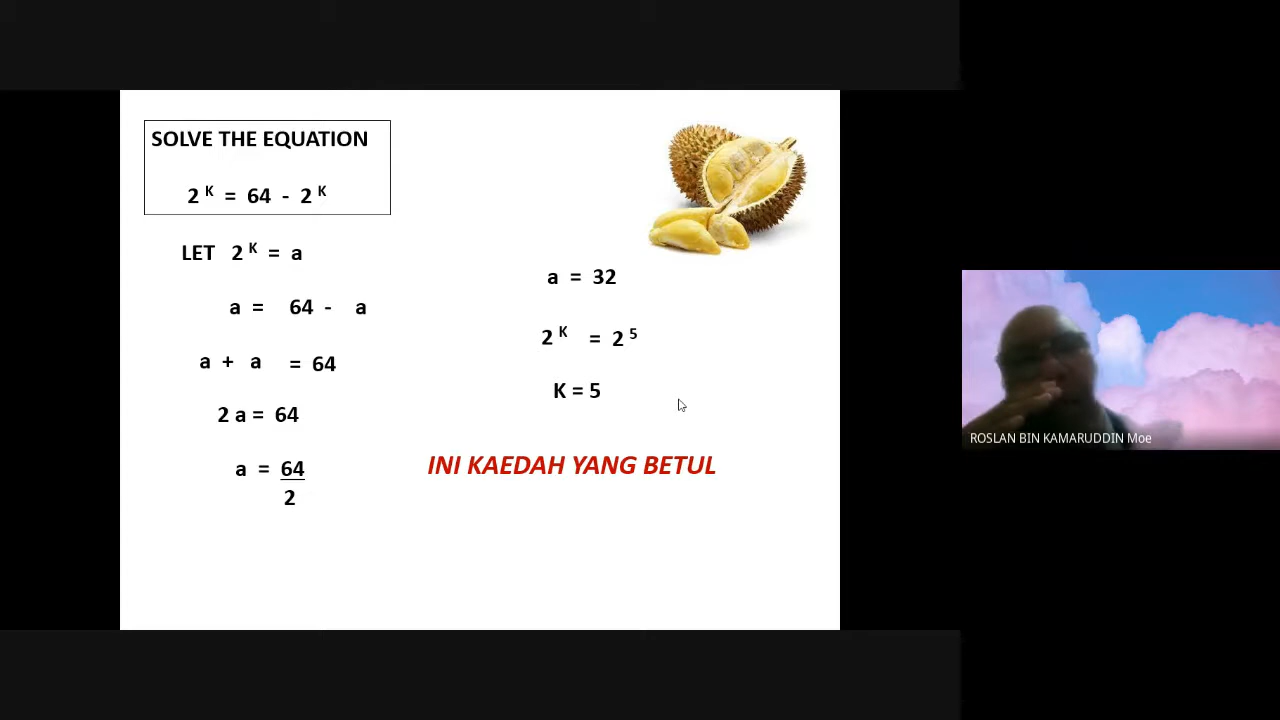 SOLVE THE EQUATION
2 ᴷ = 64 - 2 ᴷ
LET 2 ᴷ = a
a = 64 - a
a + a = 64
2 a = 64
a = 64
2
a = 32
2 ᴷ = 2 ⁵
K = 5
INI KAEDAH YANG BETUL
ROSLAN BIN KAMARUDDIN Moe